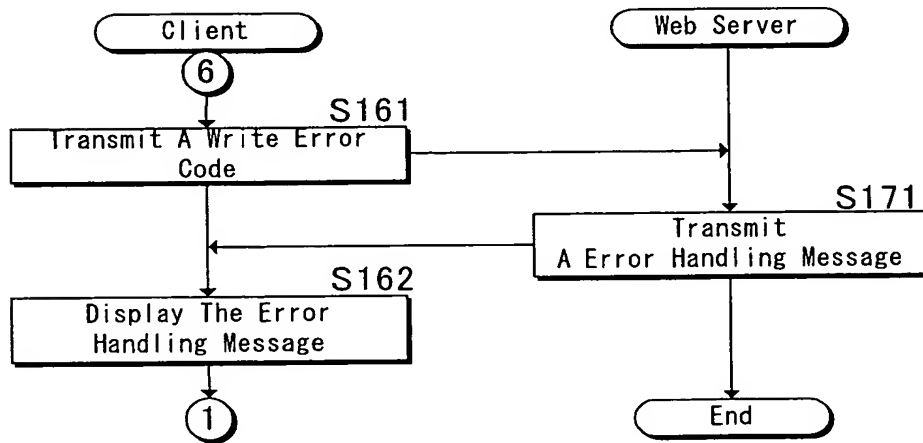 Client
Web Server
6
S161
Transmit A Write Error
Code
S171
Transmit
A Error Handling Message
S162
Display The Error
Handling Message
1
End